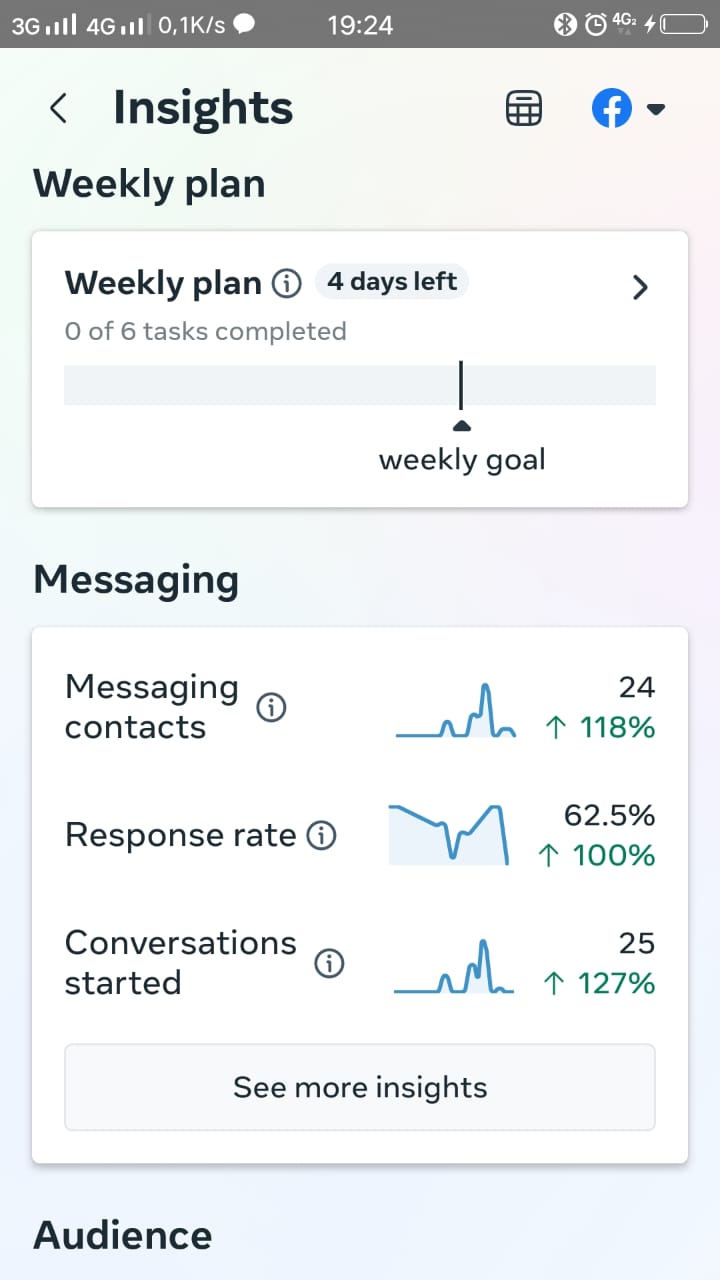 3G 4G 0,1K/s 19:24 4G2
Insights
Weekly plan
Weekly plan 4 days left
0 of 6 tasks completed
weekly goal
Messaging
Messaging
contacts
24
↑ 118%
Response rate
62.5%
↑ 100%
Conversations
started
25
↑ 127%
See more insights
Audience